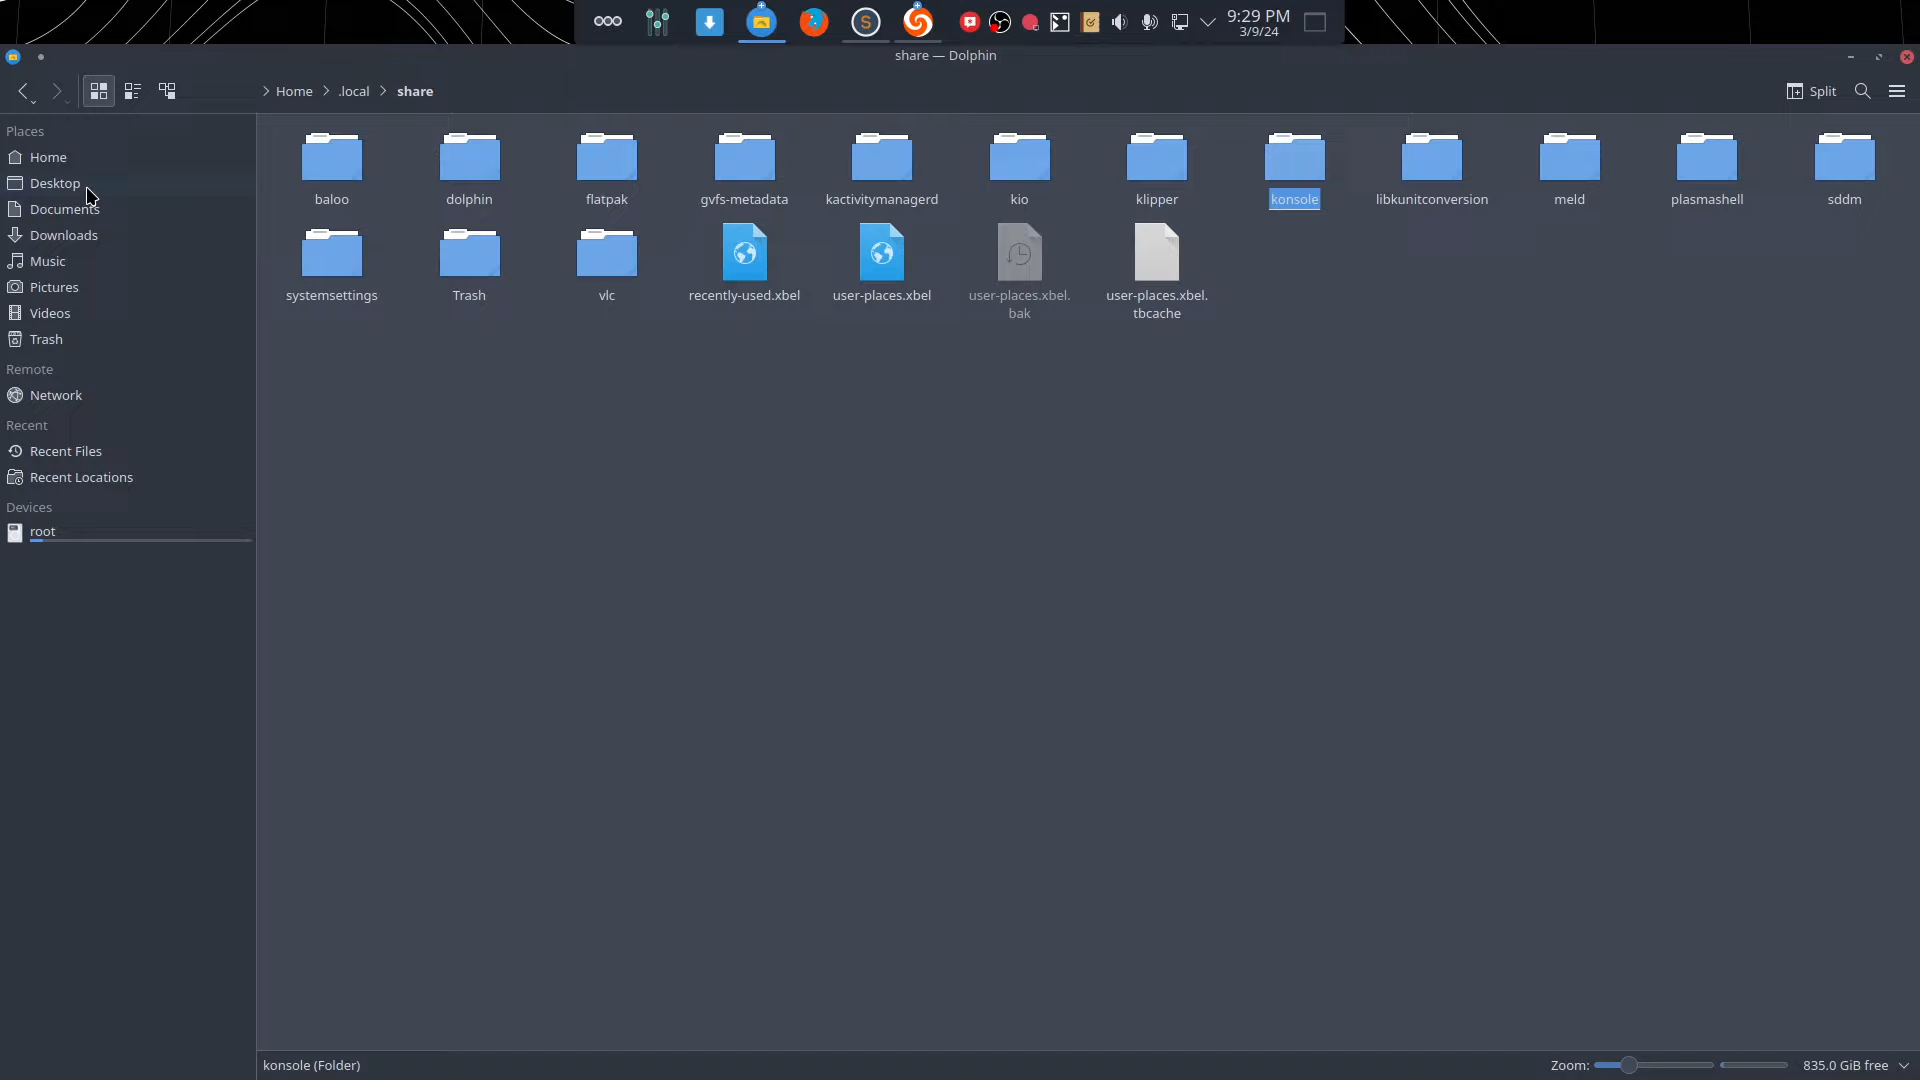 9:29 PM
3/9/24
share — Dolphin
Home
.local
share
Split
Places
Home
Desktop
Documents
Downloads
Music
Pictures
Videos
Trash
Remote
Network
Recent
Recent Files
Recent Locations
Devices
root
baloo
dolphin
flatpak
gvfs-metadata
kactivitymanagerd
kio
klipper
konsole
libkunitconversion
meld
plasmashell
sddm
systemsettings
Trash
vlc
recently-used.xbel
user-places.xbel
user-places.xbel.
bak
user-places.xbel.
tbcache
konsole (Folder)
Zoom:
835.0 GiB free